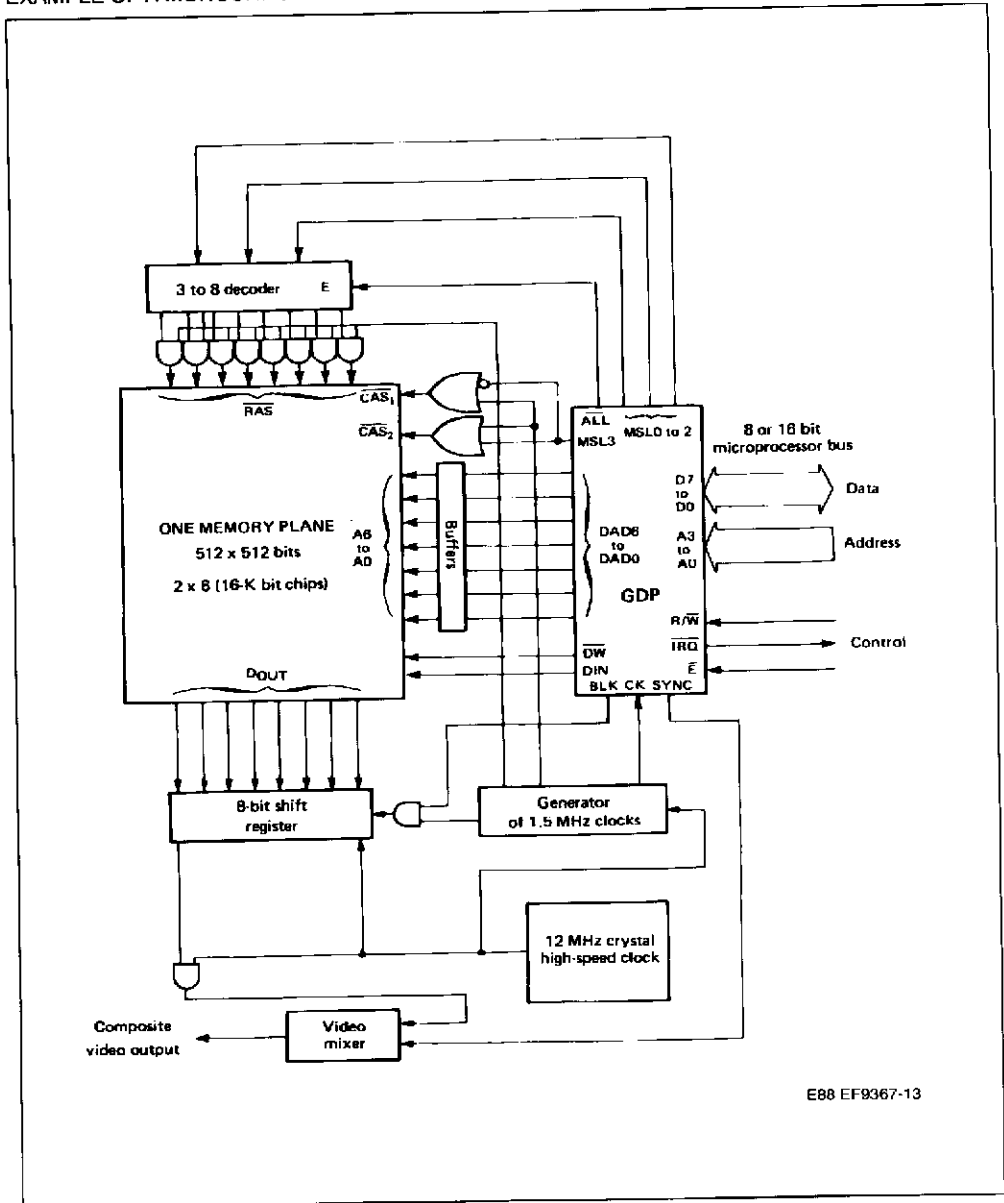 3 to 8 decoder E
RAS
CAS1
CAS2
ALL
MSL0 to 2
MSL3
8 or 16 bit
microprocessor bus
D7
to
D0
Data
ONE MEMORY PLANE
512 x 512 bits
2 x 8 (16-K bit chips)
A6
to
A0
Buffers
DAD6
to
DAD0
A3
to
A0
Address
GDP
R/W
IRQ
Control
E
DW
DIN
BLK CK SYNC
DOUT
8-bit shift
register
Generator
of 1.5 MHz clocks
12 MHz crystal
high-speed clock
Composite
video output
Video
mixer
E88 EF9367-13